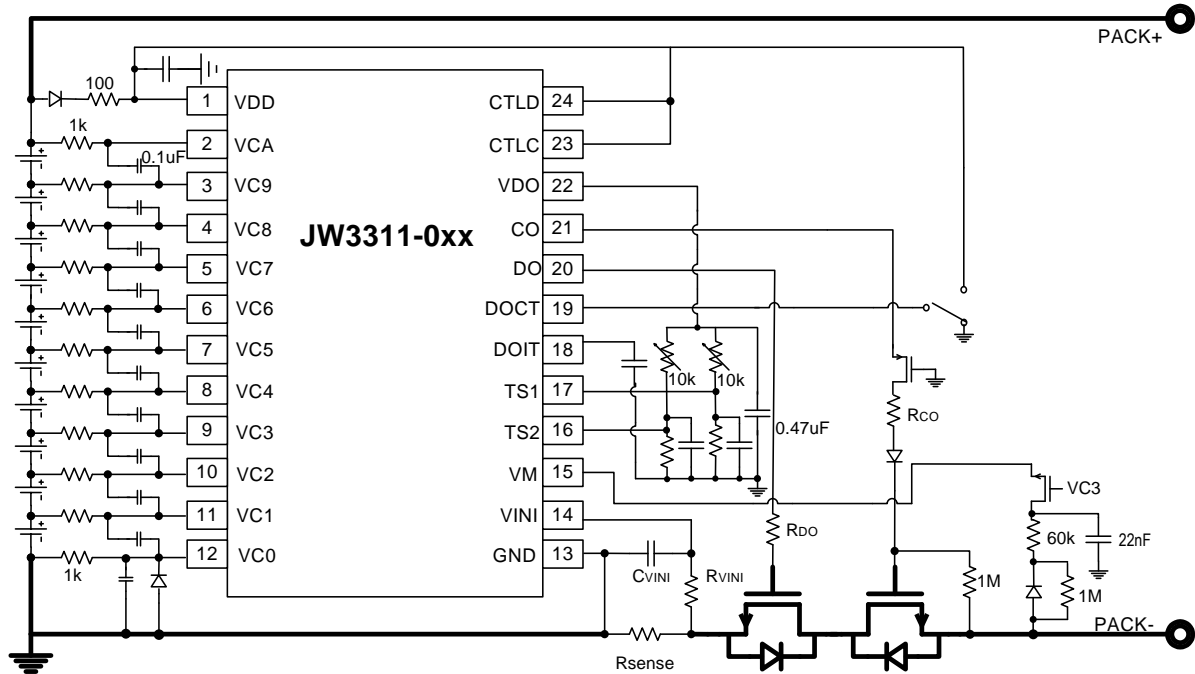 PACK+
100
1 VDD
CTLD 24
1k
2 VCA
CTLC 23
0.1uF
3 VC9
VDO 22
4 VC8
JW3311-0xx
CO 21
5 VC7
DO 20
6 VC6
DOCT 19
7 VC5
DOIT 18
10k
10k
8 VC4
TS1 17
RCO
9 VC3
TS2 16
0.47uF
10 VC2
VM 15
VC3
11 VC1
VINI 14
RDO
60k
22nF
12 VC0
GND 13
1k
CVINI
RVINI
1M
1M
PACK-
Rsense